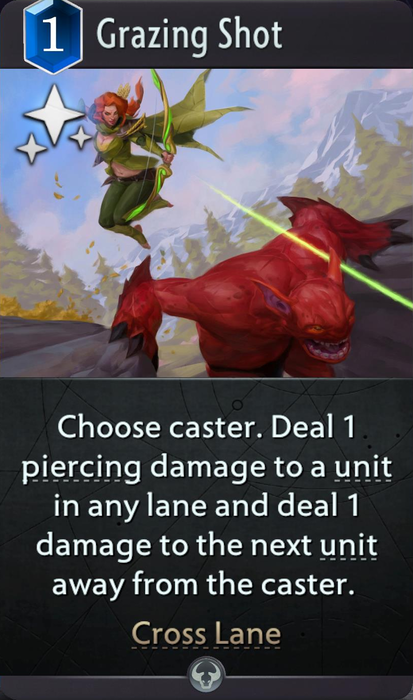 1 Grazing Shot
Choose caster. Deal 1
piercing damage to a unit
in any lane and deal 1
damage to the next unit
away from the caster.
Cross Lane